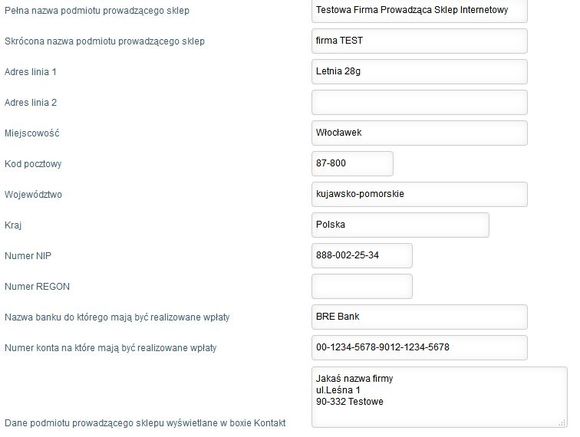 Pełna nazwa podmiotu prowadzącego sklep Testowa Firma Prowadząca Sklep Internetowy
Skrócona nazwa podmiotu prowadzącego sklep firma TEST
Adres linia 1 Letnia 28g
Adres linia 2
Miejscowość Włocławek
Kod pocztowy 87-800
Województwo kujawsko-pomorskie
Kraj Polska
Numer NIP 888-002-25-34
Numer REGON
Nazwa banku do którego mają być realizowane wpłaty BRE Bank
Numer konta na które mają być realizowane wpłaty 00-1234-5678-9012-1234-5678
Jakaś nazwa firmy
ul.Leśna 1
90-332 Testowe
Dane podmiotu prowadzącego sklepu wyświetlane w boxie Kontakt